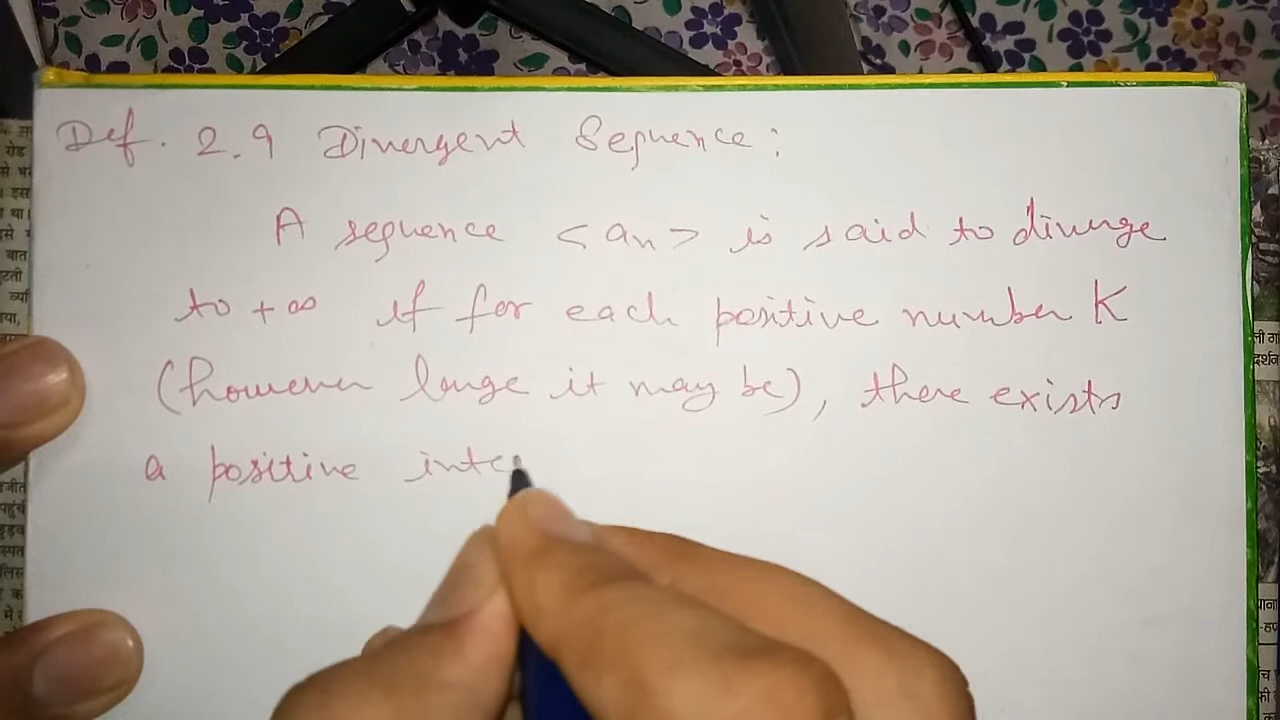 Def. 2.9 Divergent Sequence:
A sequence <an> is said to diverge
to +∞ if for each positive number K
(however large it may be), there exists
a positive inte